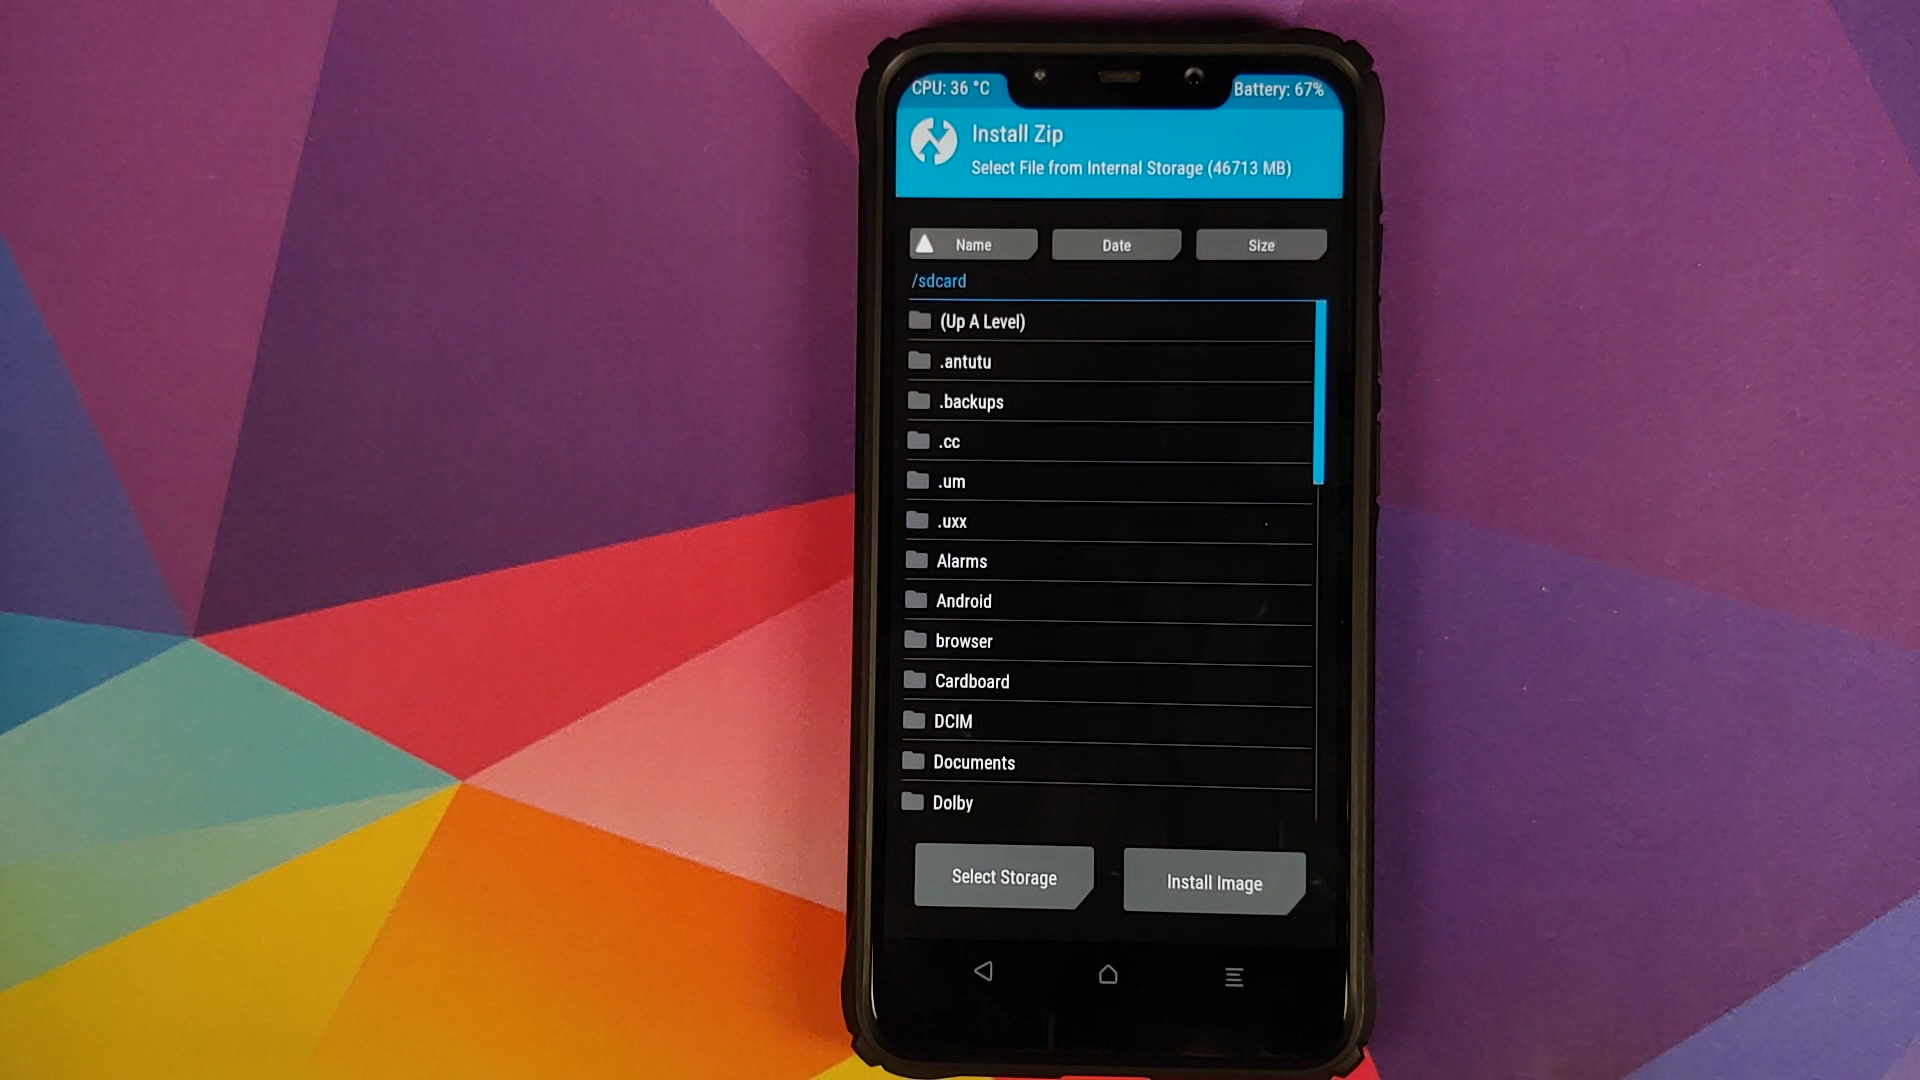 CPU: 36 °C
Battery: 67%
Install Zip
Select File from Internal Storage (46713 MB)
Name
Date
Size
/sdcard
(Up A Level)
.antutu
.backups
.cc
.um
.uxx
Alarms
Android
browser
Cardboard
DCIM
Documents
Dolby
Select Storage
Install Image